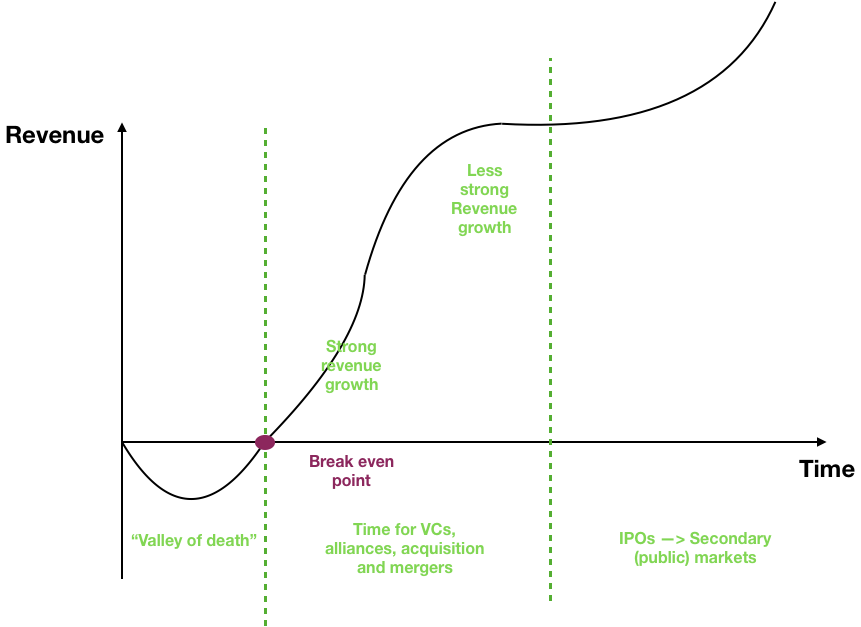 Revenue
Less
strong
Revenue
growth
Strong
revenue
growth
Break even
point
Time
“Valley of death”
Time for VCs,
alliances, acquisition
and mergers
IPOs —> Secondary
(public) markets